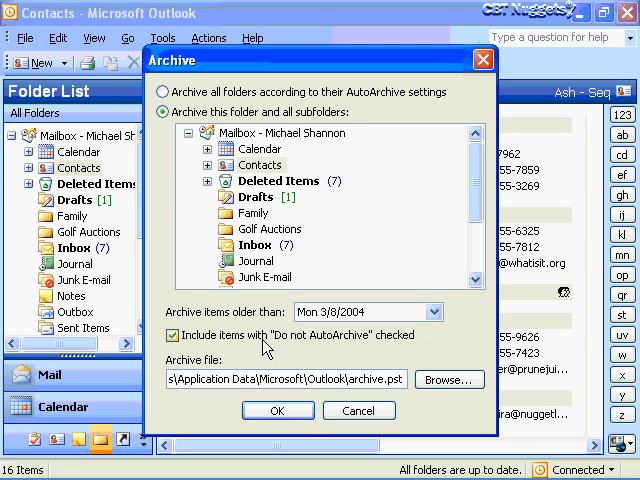 Contacts - Microsoft Outlook
CBT Nuggets
File Edit View Go Tools Actions Help
Type a question for help
New
Folder List
Ash - Seq
All Folders
Mailbox - Michael Sh
Calendar
Contacts
Deleted Items
Drafts [1]
Family
Golf Auctions
Inbox (7)
Journal
Junk E-mail
Notes
Outbox
Sent Items
Mail
Calendar
Archive
Archive all folders according to their AutoArchive settings
Archive this folder and all subfolders:
Mailbox - Michael Shannon
Calendar
Contacts
Deleted Items (7)
Drafts [1]
Family
Golf Auctions
Inbox (7)
Journal
Junk E-mail
Archive items older than: Mon 3/8/2004
Include items with "Do not AutoArchive" checked
Archive file:
s\Application Data\Microsoft\Outlook\archive.pst
Browse...
OK
Cancel
7962
55-7859
55-3269
55-6325
55-7812
@whatisit.org
55-9626
55-7423
er@prunejui
ira@nuggetl
123
ab
cd
ef
gh
ij
kl
mn
op
qr
st
uv
wx
y
z
16 Items
All folders are up to date.
Connected